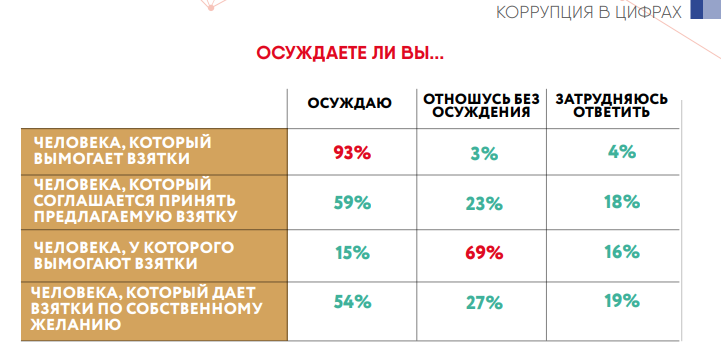 КОРРУПЦИЯ В ЦИФРАХ
ОСУЖДАЕТЕ ЛИ ВЫ...
ОСУЖДАЮ
ОТНОШУСЬ БЕЗ
ОСУЖДЕНИЯ
ЗАТРУДНЯЮСЬ
ОТВЕТИТЬ
ЧЕЛОВЕКА, КОТОРЫЙ
ВЫМОГАЕТ ВЗЯТКИ
93%
3%
4%
ЧЕЛОВЕКА, КОТОРЫЙ
СОГЛАШАЕТСЯ ПРИНЯТЬ
ПРЕДЛАГАЕМУЮ ВЗЯТКУ
59%
23%
18%
ЧЕЛОВЕКА, У КОТОРОГО
ВЫМОГАЮТ ВЗЯТКИ
15%
69%
16%
ЧЕЛОВЕКА, КОТОРЫЙ ДАЕТ
ВЗЯТКИ ПО СОБСТВЕННОМУ
ЖЕЛАНИЮ
54%
27%
19%